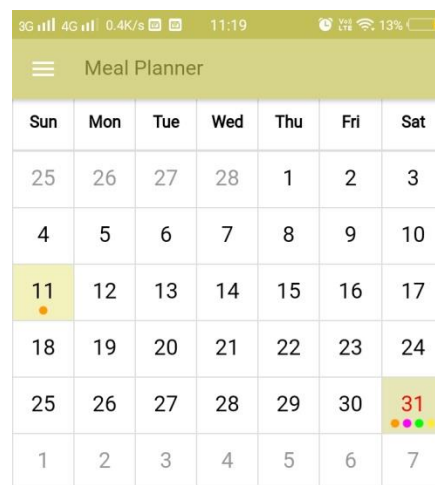 3G 4G 0.4K/s 11:19 VoLTE 13%
Meal Planner
Sun Mon Tue Wed Thu Fri Sat
25 26 27 28 1 2 3
4 5 6 7 8 9 10
11 12 13 14 15 16 17
18 19 20 21 22 23 24
25 26 27 28 29 30 31
1 2 3 4 5 6 7